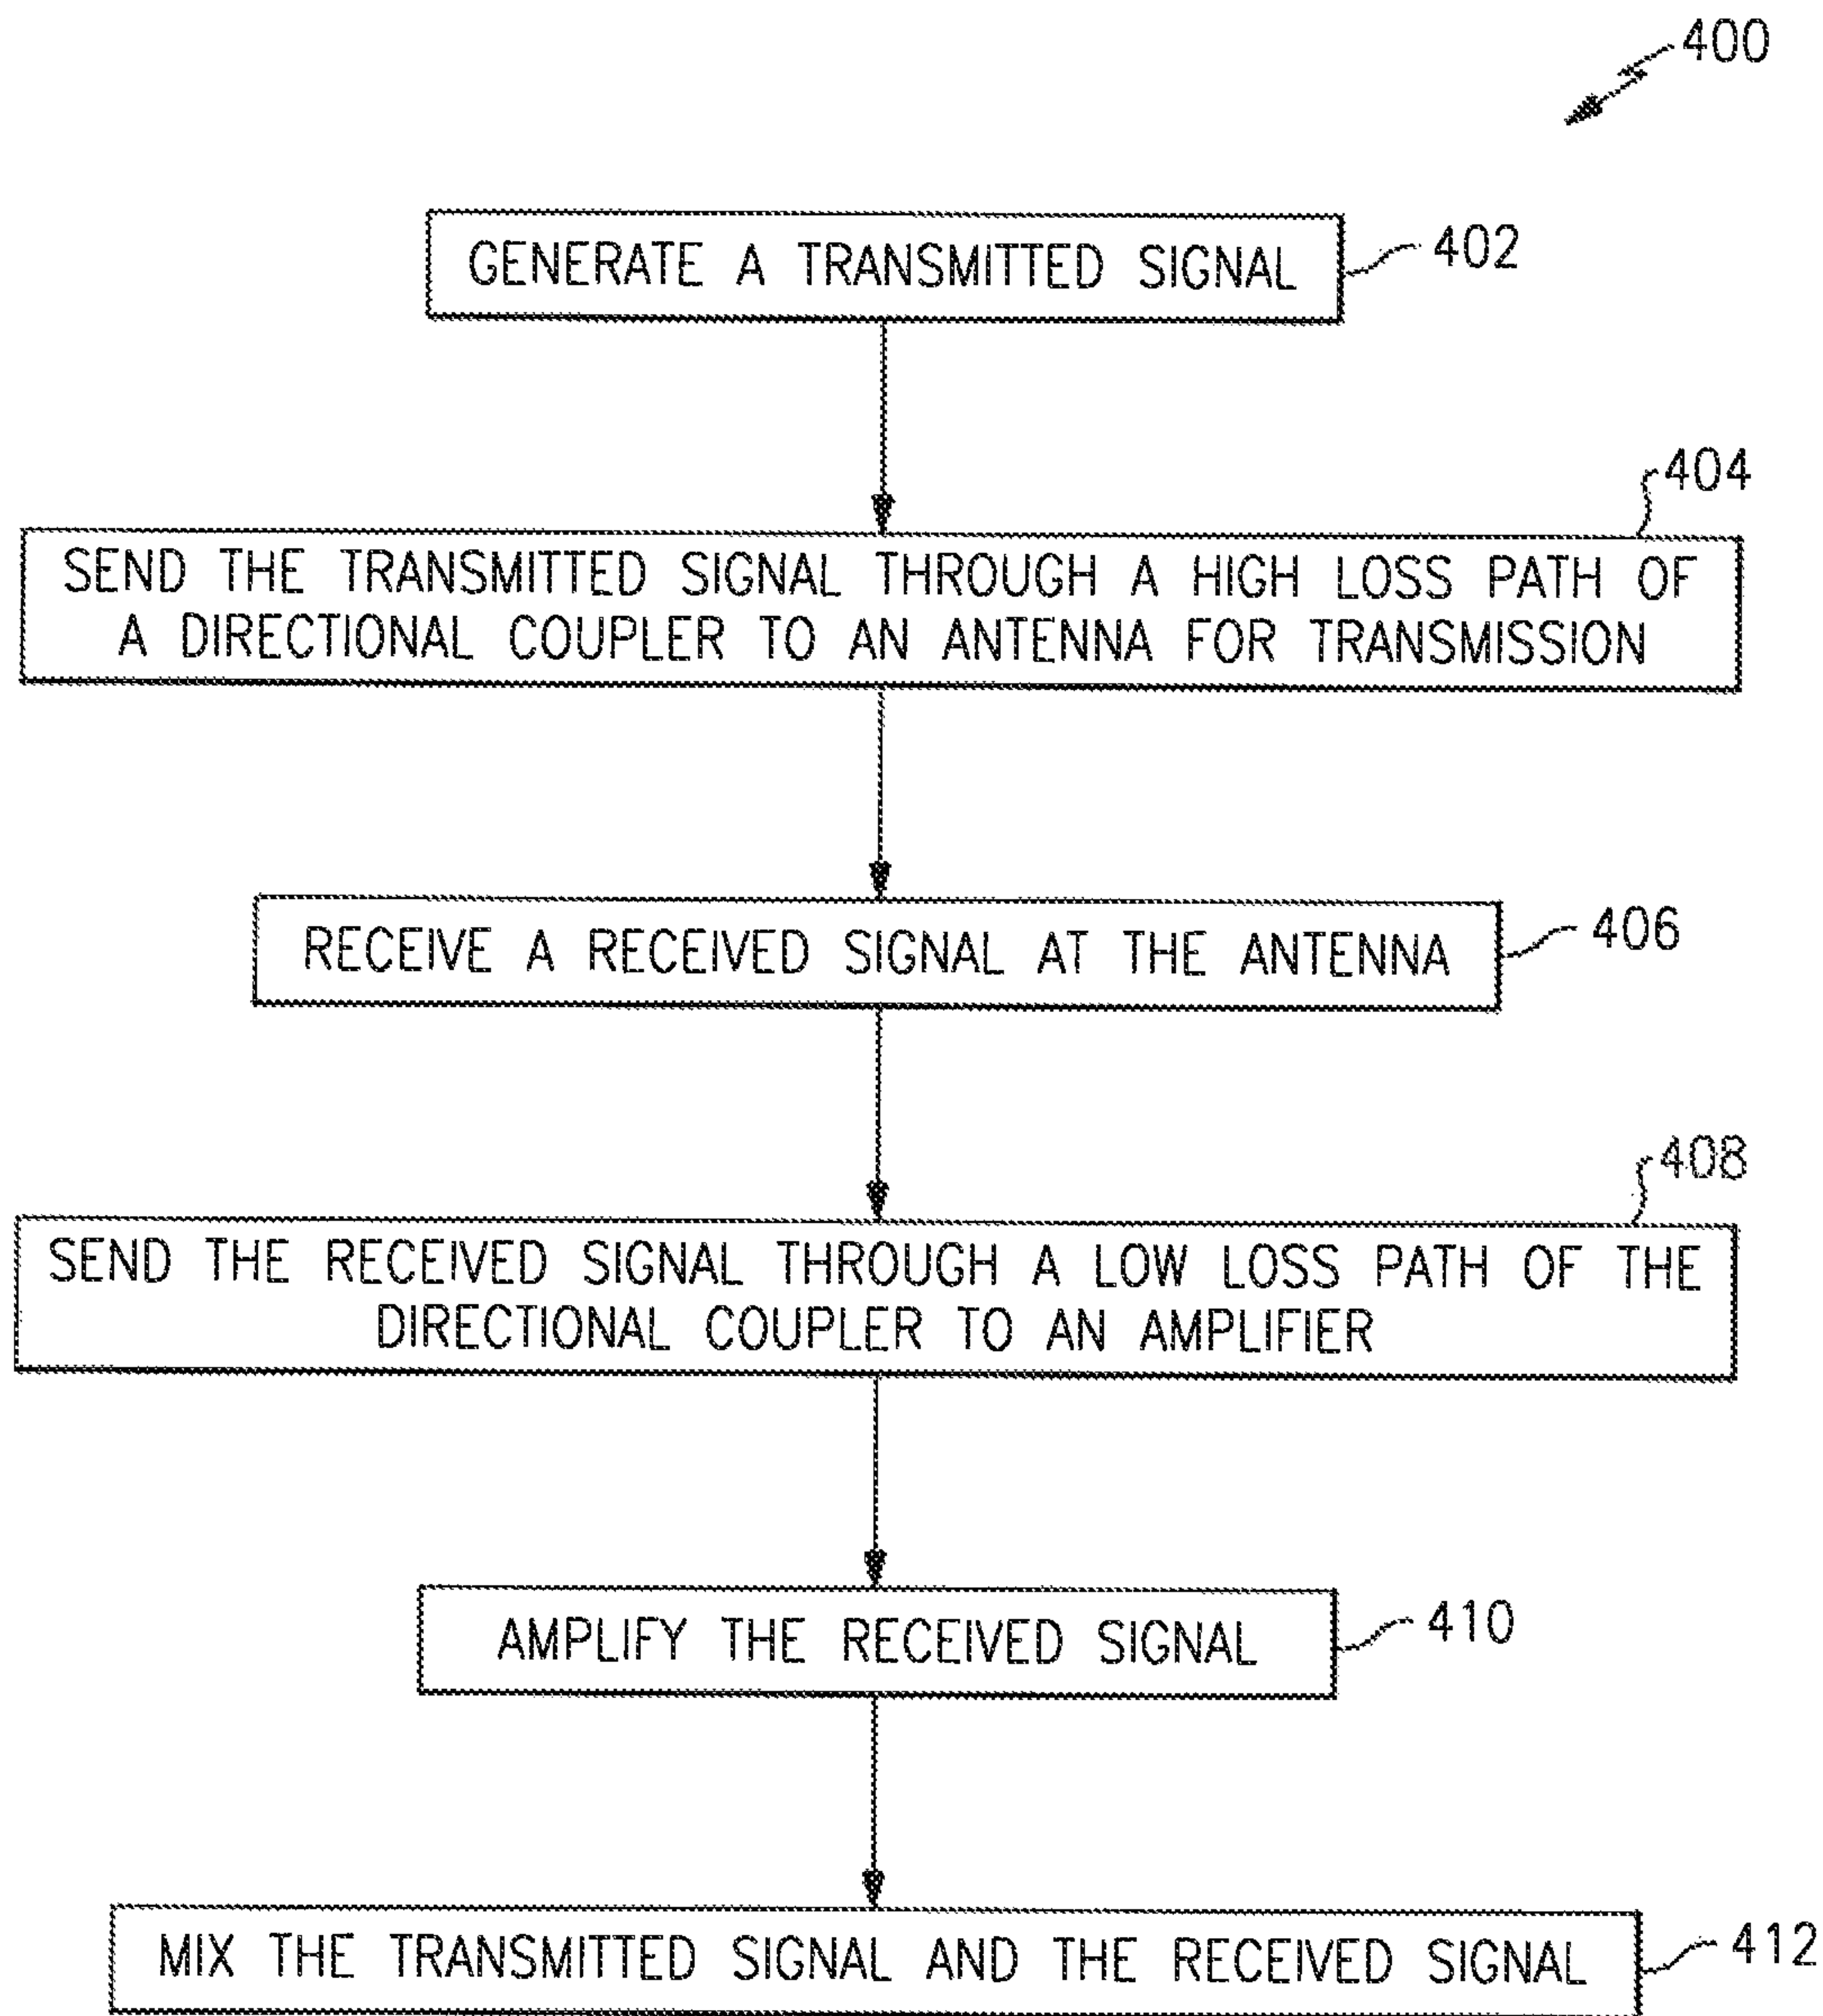 400
GENERATE A TRANSMITTED SIGNAL
402
404
SEND THE TRANSMITTED SIGNAL THROUGH A HIGH LOSS PATH OF
A DIRECTIONAL COUPLER TO AN ANTENNA FOR TRANSMISSION
RECEIVE A RECEIVED SIGNAL AT THE ANTENNA
406
408
SEND THE RECEIVED SIGNAL THROUGH A LOW LOSS PATH OF THE
DIRECTIONAL COUPLER TO AN AMPLIFIER
AMPLIFY THE RECEIVED SIGNAL
410
MIX THE TRANSMITTED SIGNAL AND THE RECEIVED SIGNAL
412